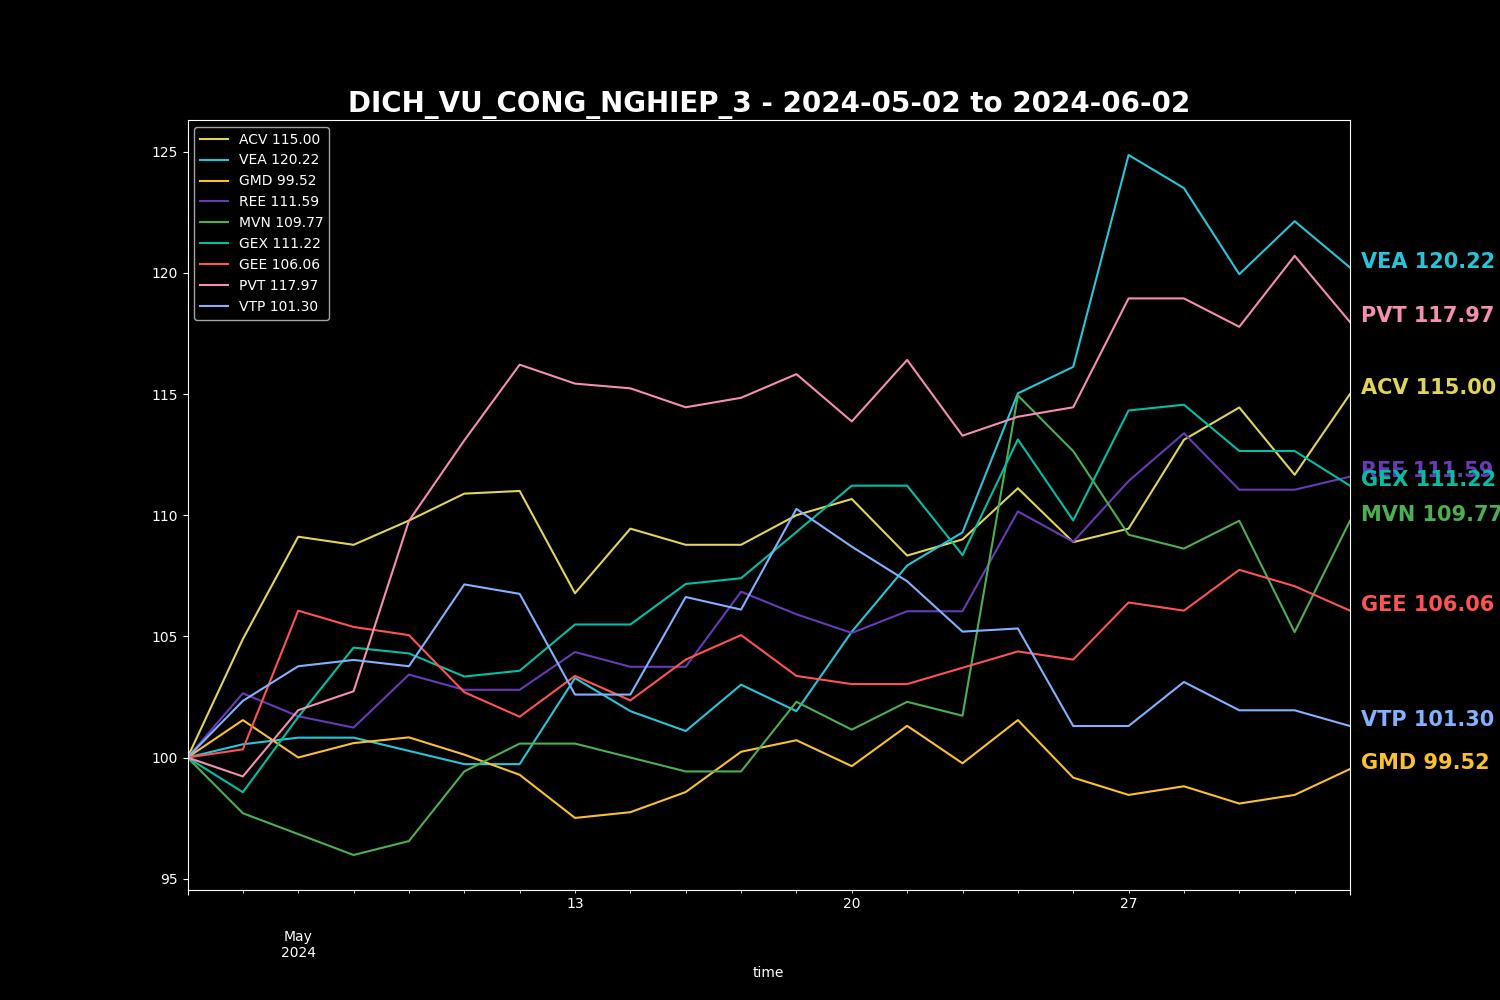 DICH_VU_CONG_NGHIEP_3 - 2024-05-02 to 2024-06-02
ACV 115.00
VEA 120.22
GMD 99.52
REE 111.59
MVN 109.77
GEX 111.22
GEE 106.06
PVT 117.97
VTP 101.30
125
120
115
110
105
100
95
VEA 120.22
PVT 117.97
ACV 115.00
REE 111.59
GEX 111.22
MVN 109.77
GEE 106.06
VTP 101.30
GMD 99.52
13
20
27
May
2024
time